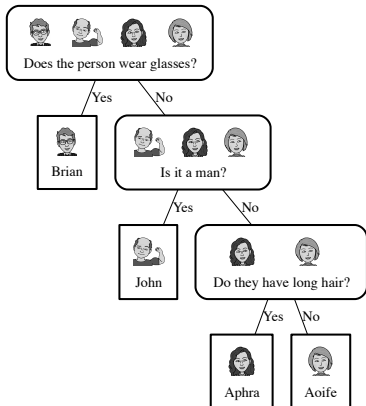 Does the person wear glasses?
Yes
No
Brian
Is it a man?
Yes
No
John
Do they have long hair?
Yes
No
Aphra
Aoife